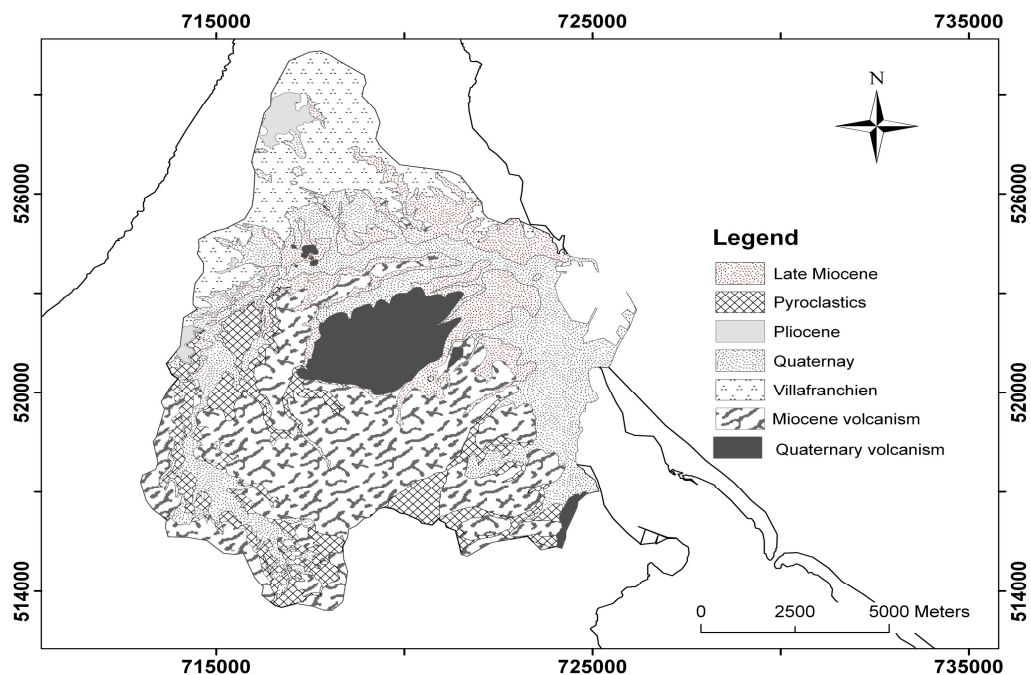 715000 725000 735000
N
526000 526000
Legend
Late Miocene
Pyroclastics
Pliocene
Quaternay
Villafranchien
Miocene volcanism
Quaternary volcanism
520000 520000
514000 514000
0 2500 5000 Meters
715000 725000 735000